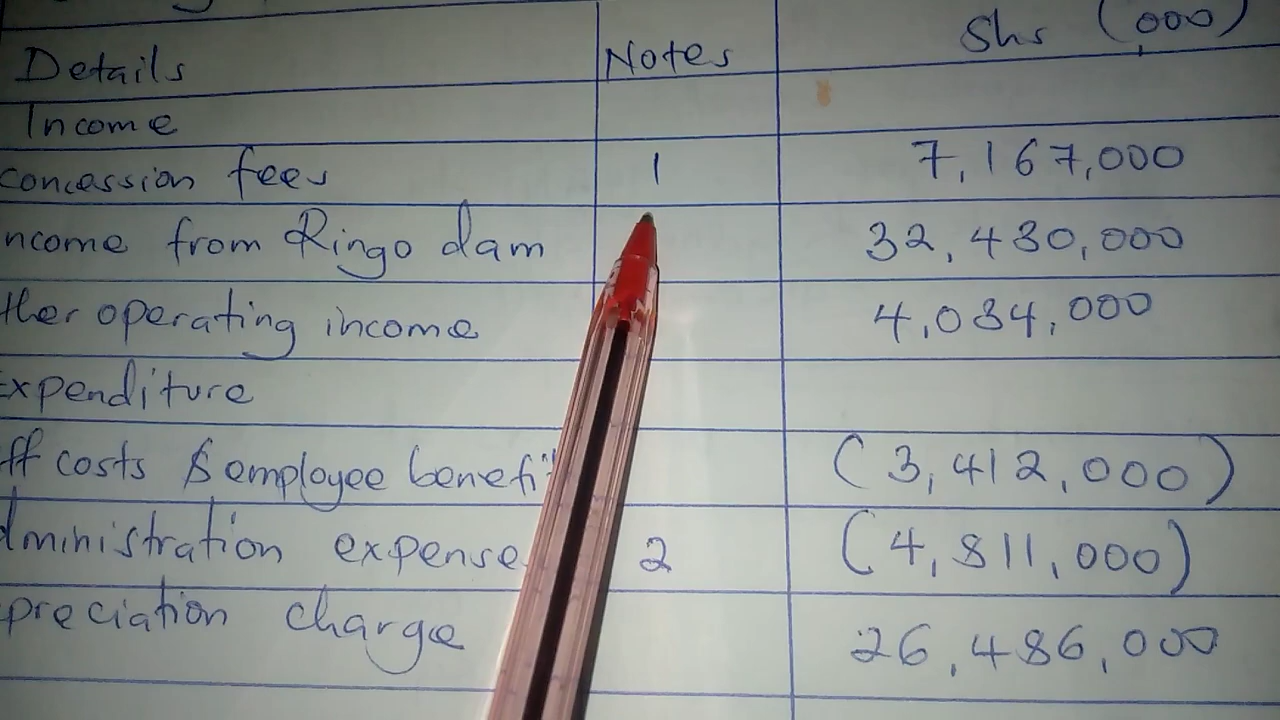 Details Notes Shs (,000)
Income
concession fees 1 7,167,000
ncome from Ringo dam 32,430,000
ther operating income 4,034,000
Expenditure
ff costs & employee benefi (3,412,000)
dministration expense 2 (4,811,000)
preciation charge 26,486,000